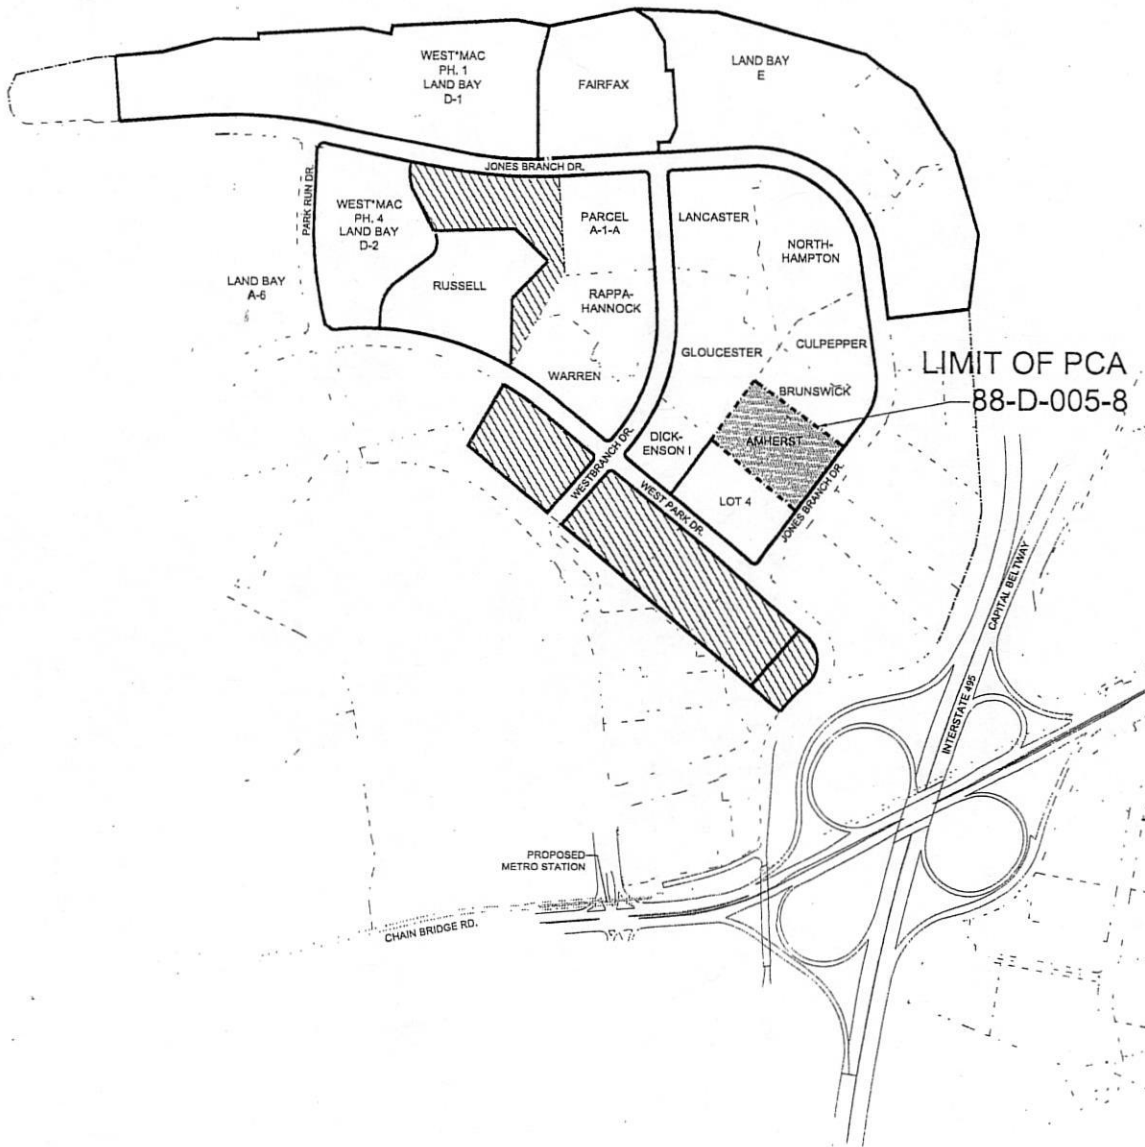 WEST*MAC
PH. 1
LAND BAY
D-1
FAIRFAX
LAND BAY
E
JONES BRANCH DR.
PARK RUN DR.
WEST*MAC
PH. 4
LAND BAY
D-2
PARCEL
A-1-A
LANCASTER
NORTH-
HAMPTON
LAND BAY
A-6
RUSSELL
RAPPA-
HANNOCK
GLOUCESTER
CULPEPPER
LIMIT OF PCA
88-D-005-8
WARREN
BRUNSWICK
DICK-
ENSON I
AMHERST
WESTBRANCH DR.
WEST PARK DR.
LOT 4
JONES BRANCH DR.
CAPITAL BELTWAY
INTERSTATE 495
PROPOSED
METRO STATION
CHAIN BRIDGE RD.